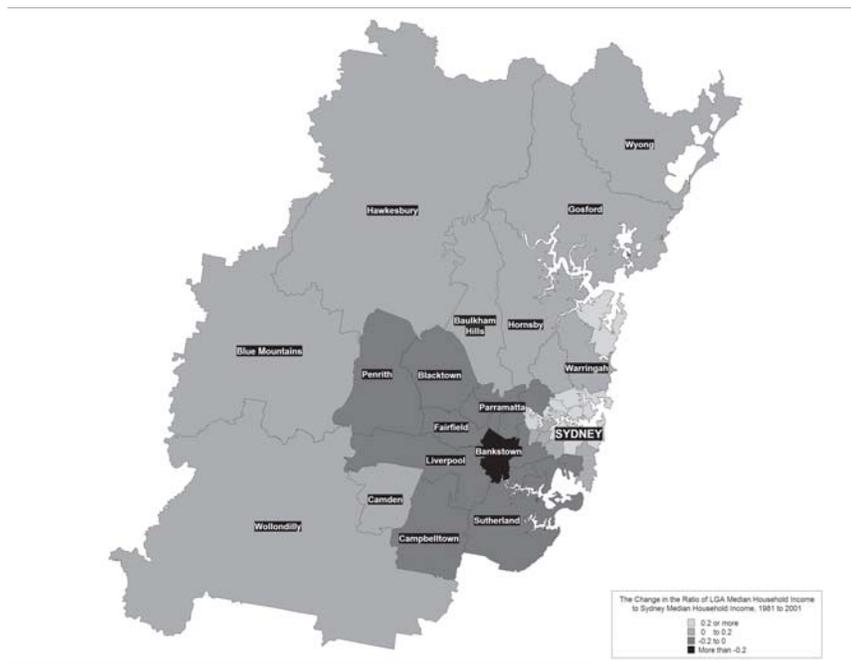 Wyong
Hawkesbury
Gosford
Baulkham
Hills
Hornsby
Blue Mountains
Warringah
Penrith
Blacktown
Parramatta
Fairfield
SYDNEY
Bankstown
Liverpool
Camden
Sutherland
Wollondilly
Campbelltown
The Change in the Ratio of LGA Median Household Income
to Sydney Median Household Income, 1981 to 2001
0.2 or more
0 to 0.2
-0.2 to 0
More than -0.2